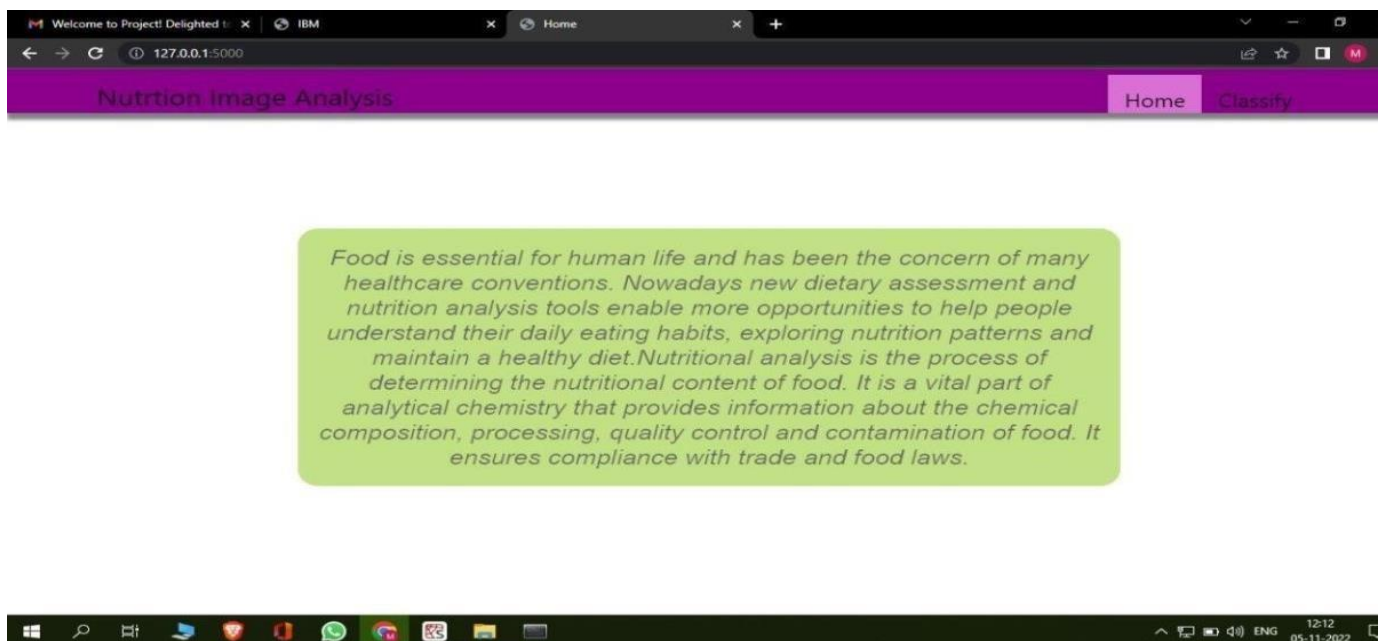 Welcome to Project! Delighted t
IBM
Home
127.0.0.1:5000
M
Nutrtion Image Analysis
Home
Classify
Food is essential for human life and has been the concern of many
healthcare conventions. Nowadays new dietary assessment and
nutrition analysis tools enable more opportunities to help people
understand their daily eating habits, exploring nutrition patterns and
maintain a healthy diet.Nutritional analysis is the process of
determining the nutritional content of food. It is a vital part of
analytical chemistry that provides information about the chemical
composition, processing, quality control and contamination of food. It
ensures compliance with trade and food laws.
ENG
12:12
05-11-2022